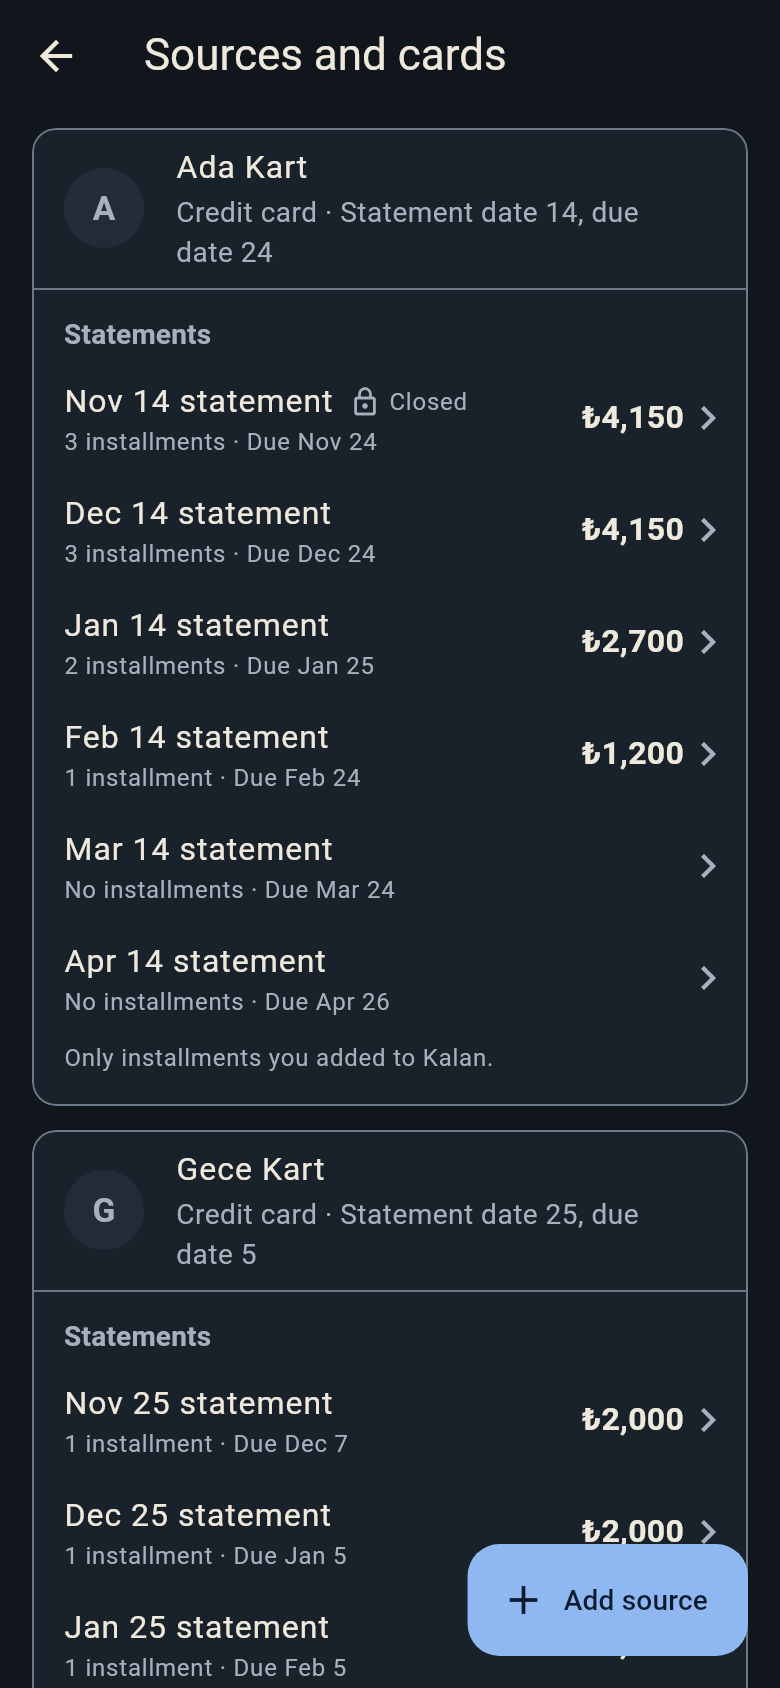 Sources and cards
A
Ada Kart
Credit card · Statement date 14, due
date 24
Statements
Nov 14 statement Closed
₺4,150
3 installments · Due Nov 24
Dec 14 statement
₺4,150
3 installments · Due Dec 24
Jan 14 statement
₺2,700
2 installments · Due Jan 25
Feb 14 statement
₺1,200
1 installment · Due Feb 24
Mar 14 statement
No installments · Due Mar 24
Apr 14 statement
No installments · Due Apr 26
Only installments you added to Kalan.
G
Gece Kart
Credit card · Statement date 25, due
date 5
Statements
Nov 25 statement
₺2,000
1 installment · Due Dec 7
Dec 25 statement
₺2,000
1 installment · Due Jan 5
Add source
Jan 25 statement
1 installment · Due Feb 5